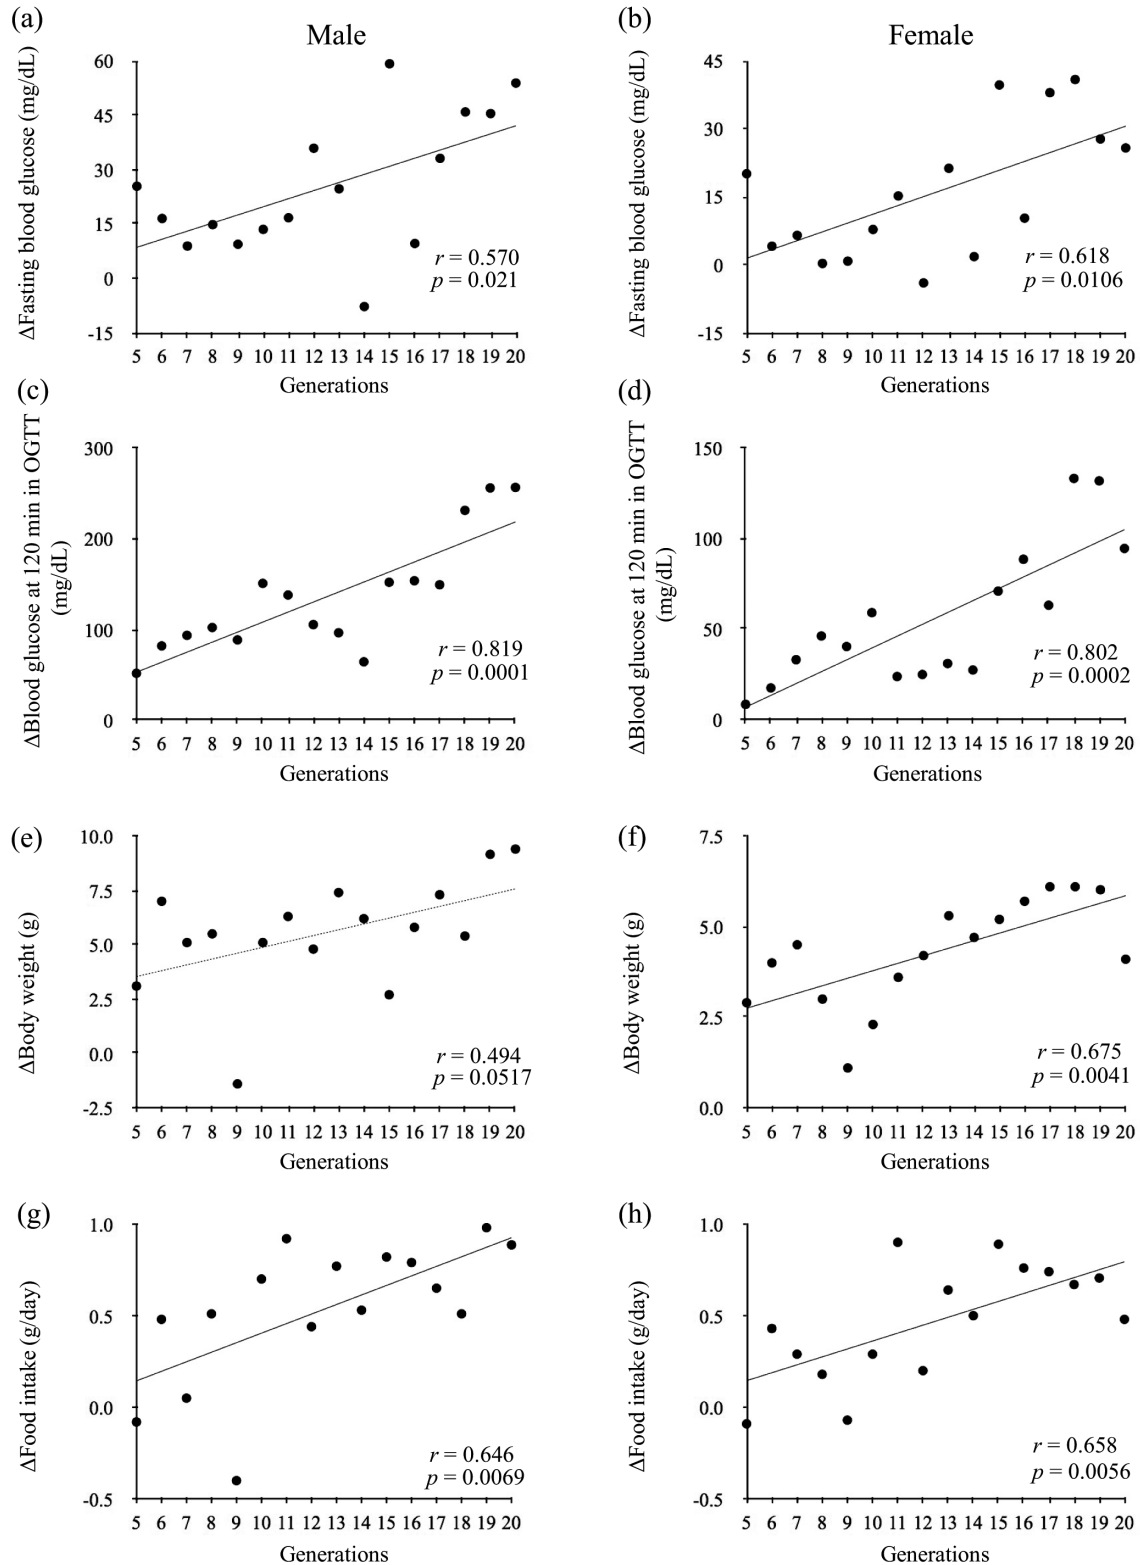 (a)
Male
ΔFasting blood glucose (mg/dL)
60
45
30
15
0
-15
r = 0.570
p = 0.021
5 6 7 8 9 10 11 12 13 14 15 16 17 18 19 20
Generations
(b)
Female
ΔFasting blood glucose (mg/dL)
45
30
15
0
-15
r = 0.618
p = 0.0106
5 6 7 8 9 10 11 12 13 14 15 16 17 18 19 20
Generations
(c)
ΔBlood glucose at 120 min in OGTT
(mg/dL)
300
200
100
0
r = 0.819
p = 0.0001
5 6 7 8 9 10 11 12 13 14 15 16 17 18 19 20
Generations
(d)
ΔBlood glucose at 120 min in OGTT
(mg/dL)
150
100
50
0
r = 0.802
p = 0.0002
5 6 7 8 9 10 11 12 13 14 15 16 17 18 19 20
Generations
(e)
ΔBody weight (g)
10.0
7.5
5.0
2.5
0.0
-2.5
r = 0.494
p = 0.0517
5 6 7 8 9 10 11 12 13 14 15 16 17 18 19 20
Generations
(f)
ΔBody weight (g)
7.5
5.0
2.5
0.0
r = 0.675
p = 0.0041
5 6 7 8 9 10 11 12 13 14 15 16 17 18 19 20
Generations
(g)
ΔFood intake (g/day)
1.0
0.5
0.0
-0.5
r = 0.646
p = 0.0069
5 6 7 8 9 10 11 12 13 14 15 16 17 18 19 20
Generations
(h)
ΔFood intake (g/day)
1.0
0.5
0.0
-0.5
r = 0.658
p = 0.0056
5 6 7 8 9 10 11 12 13 14 15 16 17 18 19 20
Generations